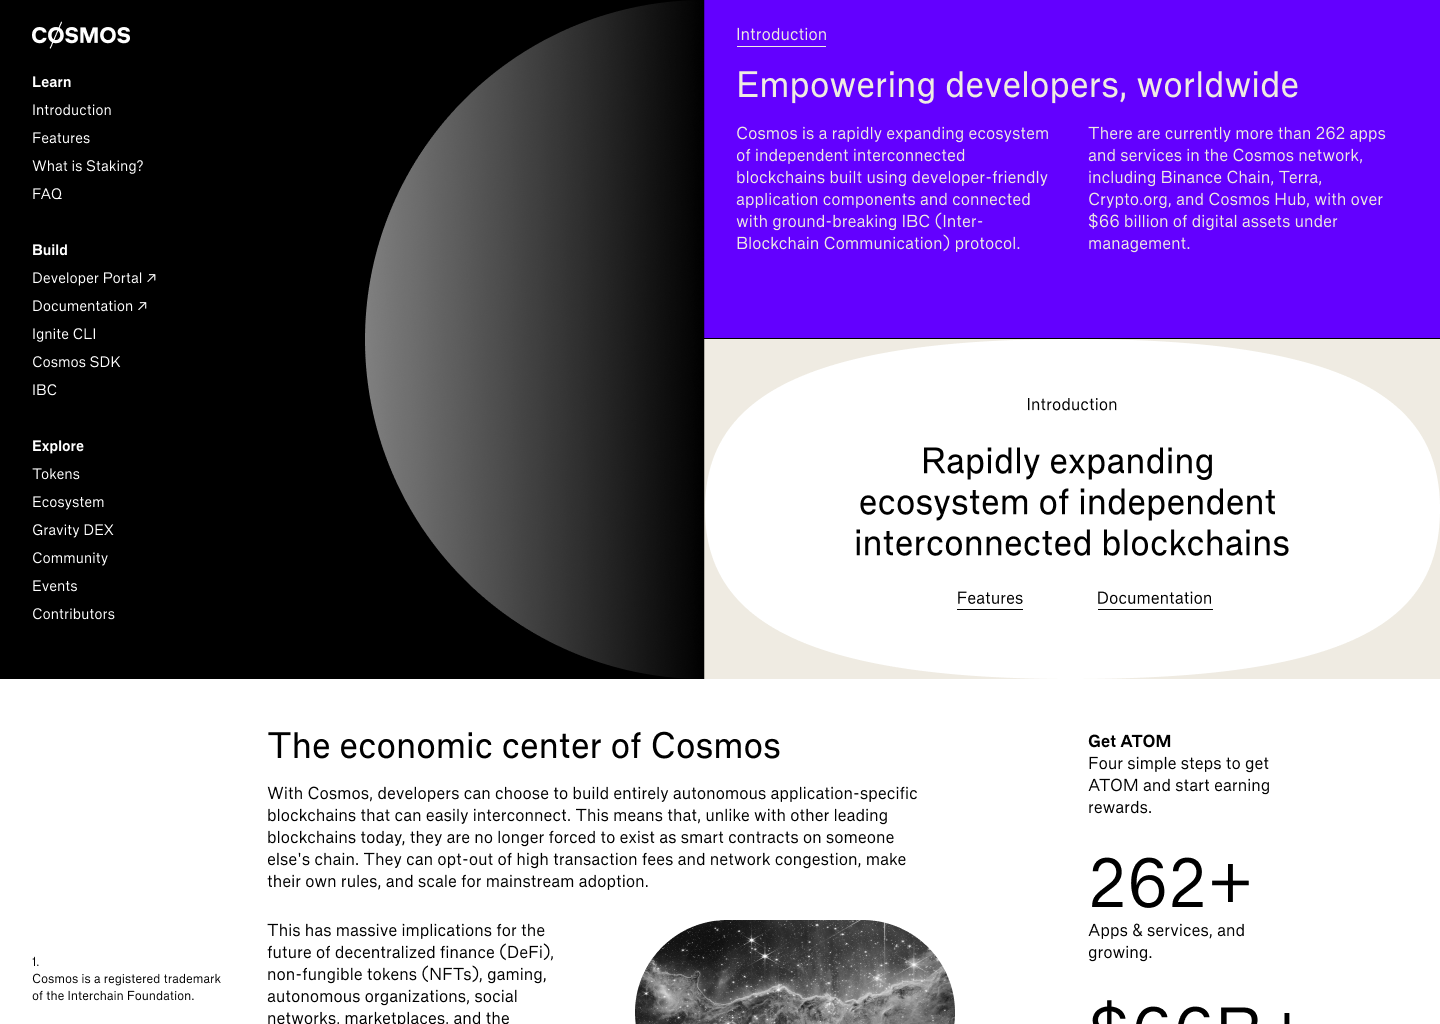 CØSMOS
Learn
Introduction
Features
What is Staking?
FAQ
Build
Developer Portal ↗
Documentation ↗
Ignite CLI
Cosmos SDK
IBC
Explore
Tokens
Ecosystem
Gravity DEX
Community
Events
Contributors
Introduction
Empowering developers, worldwide
Cosmos is a rapidly expanding ecosystem
of independent interconnected
blockchains built using developer-friendly
application components and connected
with ground-breaking IBC (Inter-
Blockchain Communication) protocol.
There are currently more than 262 apps
and services in the Cosmos network,
including Binance Chain, Terra,
Crypto.org, and Cosmos Hub, with over
$66 billion of digital assets under
management.
Introduction
Rapidly expanding
ecosystem of independent
interconnected blockchains
Features
Documentation
The economic center of Cosmos
With Cosmos, developers can choose to build entirely autonomous application-specific
blockchains that can easily interconnect. This means that, unlike with other leading
blockchains today, they are no longer forced to exist as smart contracts on someone
else's chain. They can opt-out of high transaction fees and network congestion, make
their own rules, and scale for mainstream adoption.
This has massive implications for the
future of decentralized finance (DeFi),
non-fungible tokens (NFTs), gaming,
autonomous organizations, social
networks, marketplaces, and the
1.
Cosmos is a registered trademark
of the Interchain Foundation.
Get ATOM
Four simple steps to get
ATOM and start earning
rewards.
262+
Apps & services, and
growing.
$66B+